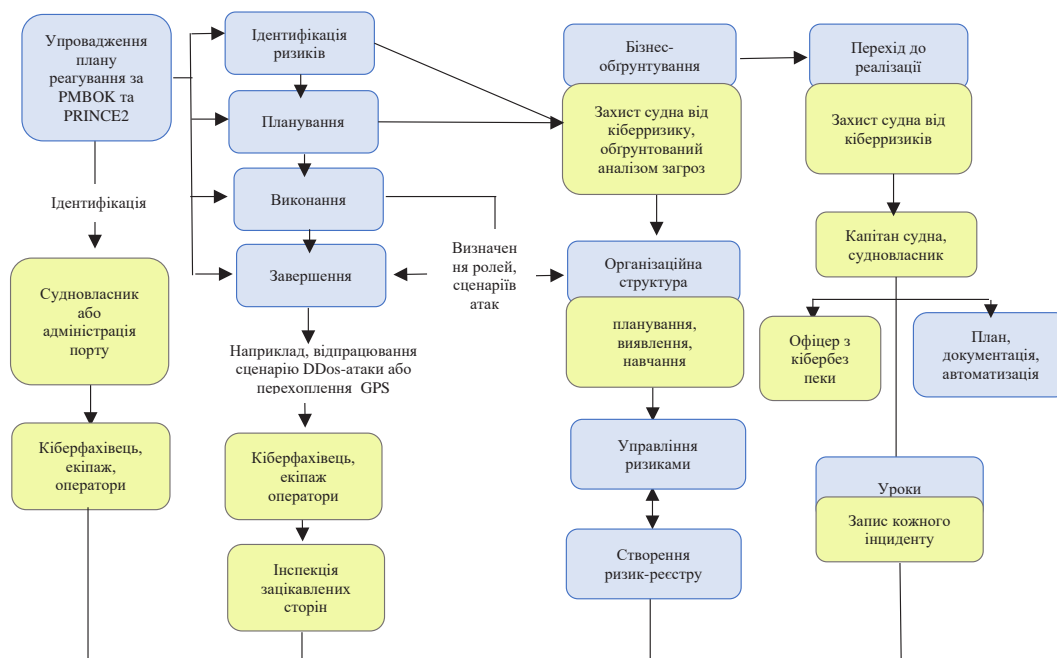 Упровадження
плану
реагування за
PMBOK та
PRINCE2
Ідентифікація
Судновласник
або
адміністрація
порту
Кіберфахівець,
екіпаж,
оператори
Ідентифікація
ризиків
Планування
Виконання
Завершення
Наприклад, відпрацювання
сценарію DDos-атаки або
перехоплення GPS
Кіберфахівець,
екіпаж
оператори
Інспекція
зацікавлених
сторін
Визначен
ня ролей,
сценаріїв
атак
Бізнес-
обґрунтування
Захист судна від
кіберризику,
обґрунтований
аналізом загроз
Організаційна
структура
планування,
виявлення,
навчання
Управління
ризиками
Створення
ризик-реєстру
Перехід до
реалізації
Захист судна від
кіберризиків
Капітан судна,
судновласник
Офіцер з
кібербез
пеки
План,
документація,
автоматизація
Уроки
Запис кожного
інциденту